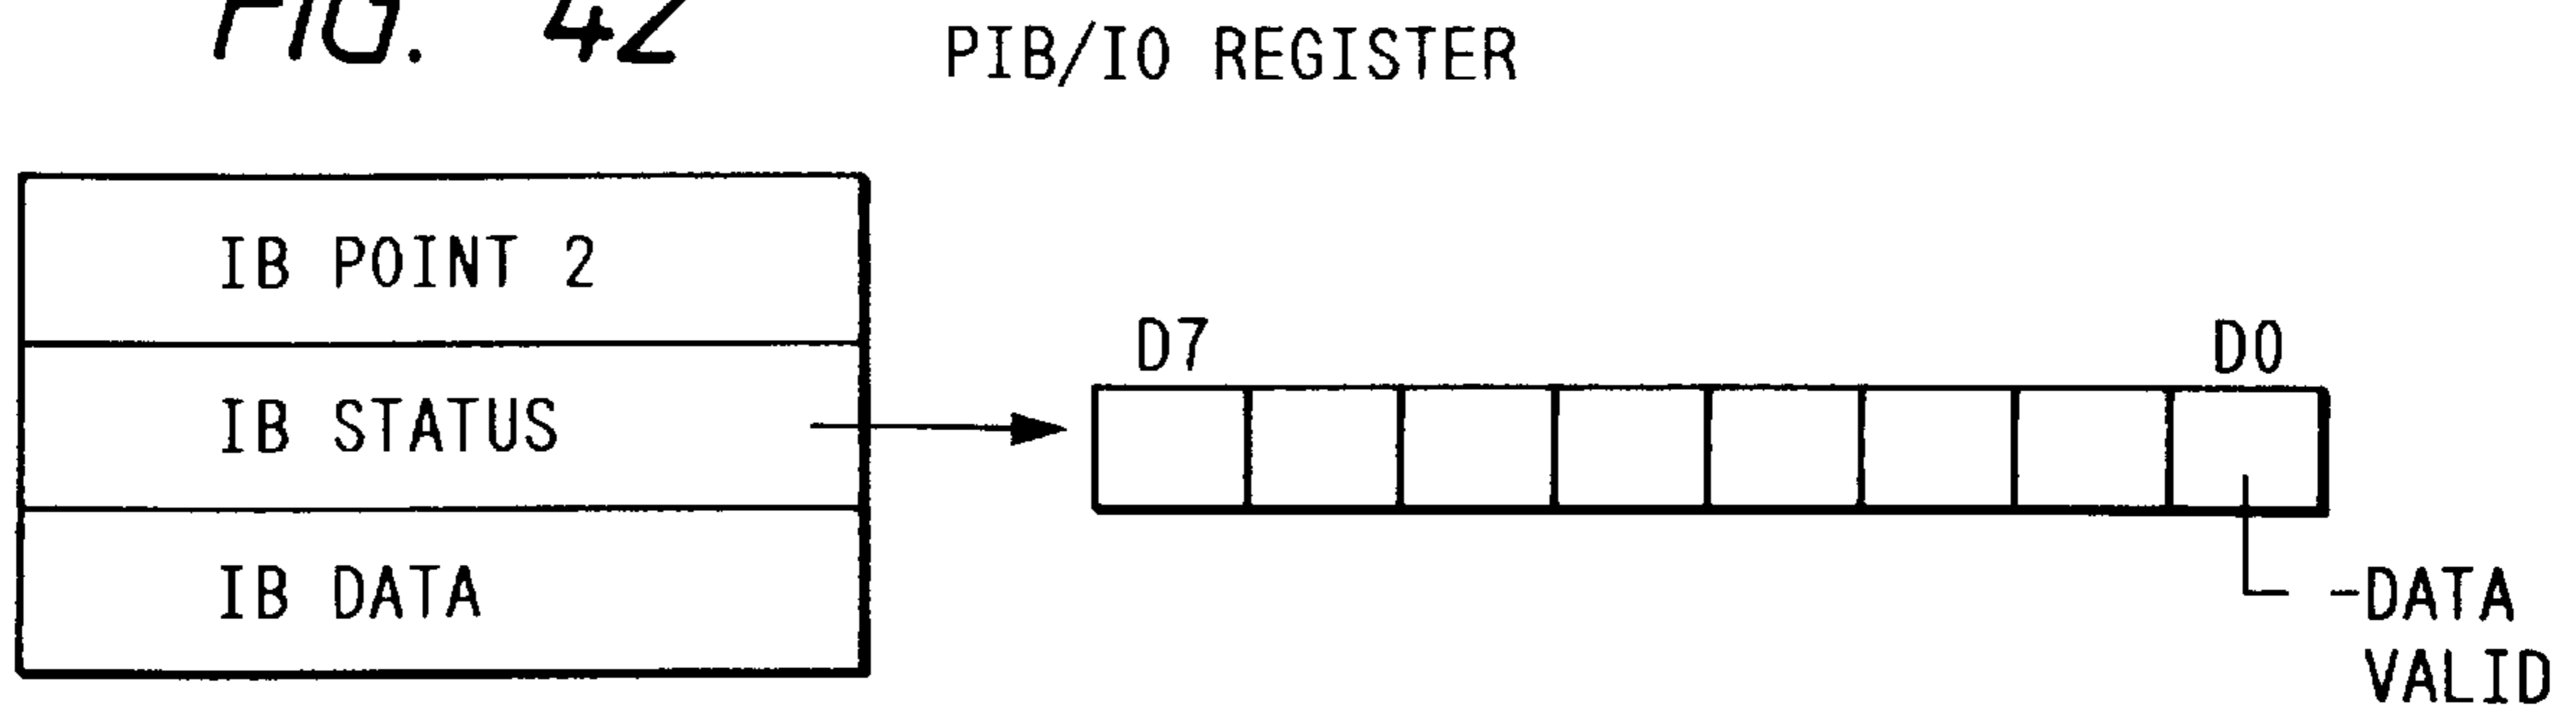 FIG. 42
PIB/IO REGISTER
IB POINT 2
IB STATUS
IB DATA
D7
D0
-DATA
VALID